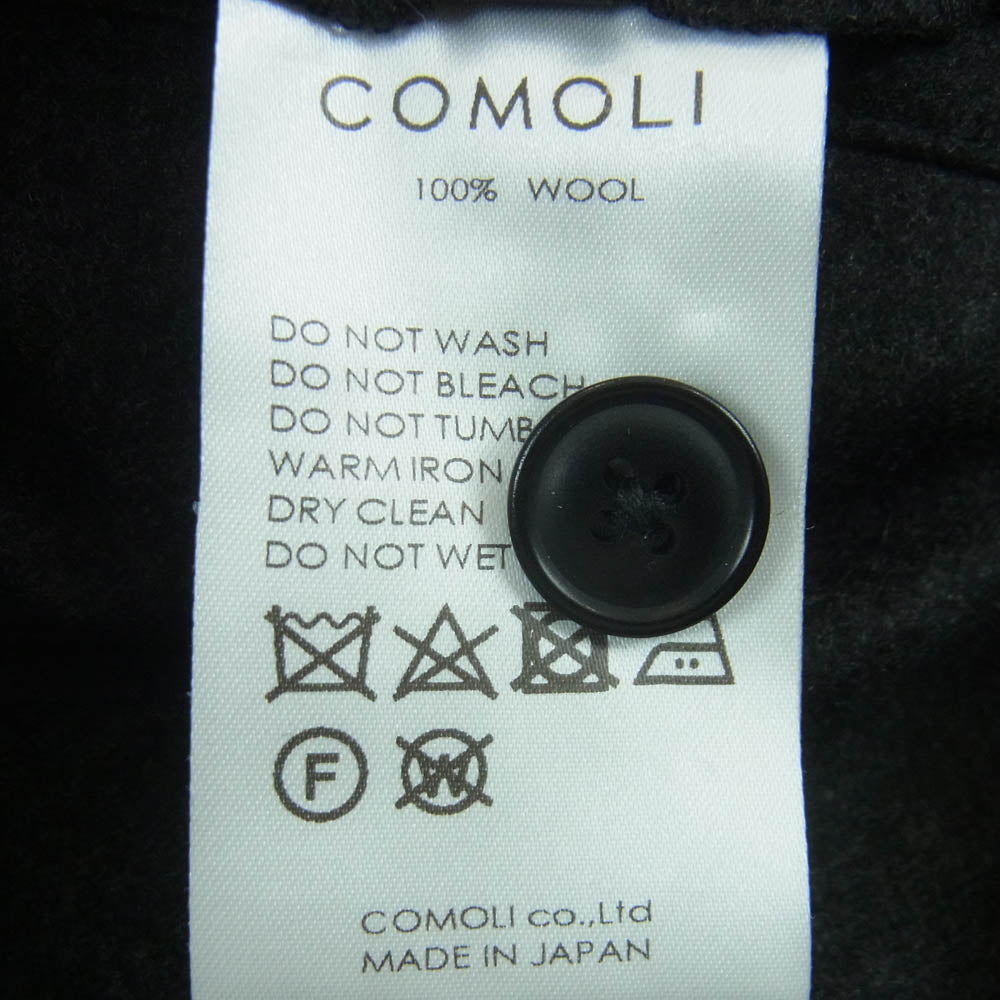 COMOLI
100% WOOL
DO NOT WASH
DO NOT BLEACH
DO NOT TUMB
WARM IRON
DRY CLEAN
DO NOT WET
F
W
COMOLI co.,Ltd
MADE IN JAPAN